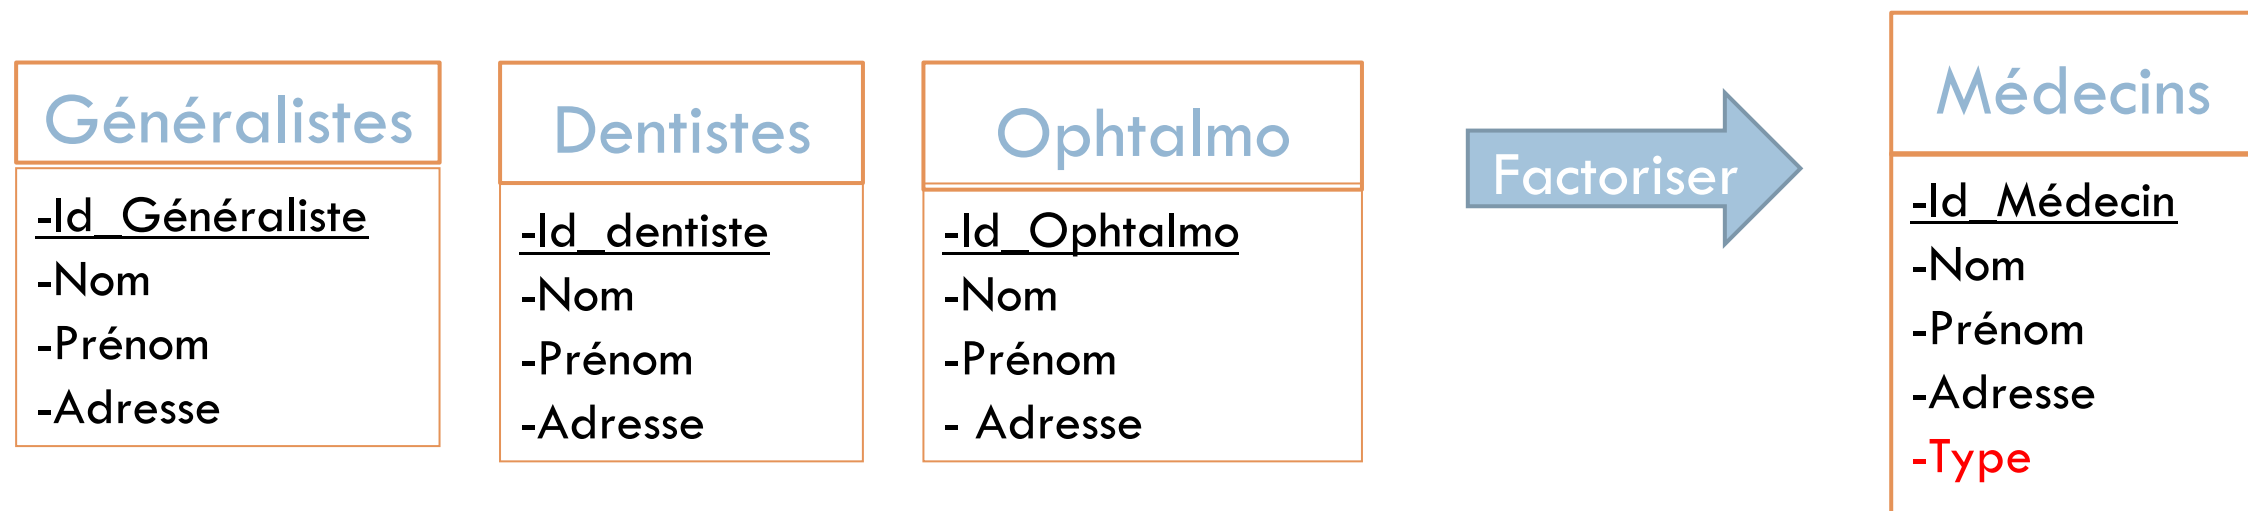 Généralistes
-Id_Généraliste
-Nom
-Prénom
-Adresse
Dentistes
-Id_dentiste
-Nom
-Prénom
-Adresse
Ophtalmo
-Id_Ophtalmo
-Nom
-Prénom
- Adresse
Factoriser
Médecins
-Id_Médecin
-Nom
-Prénom
-Adresse
-Type